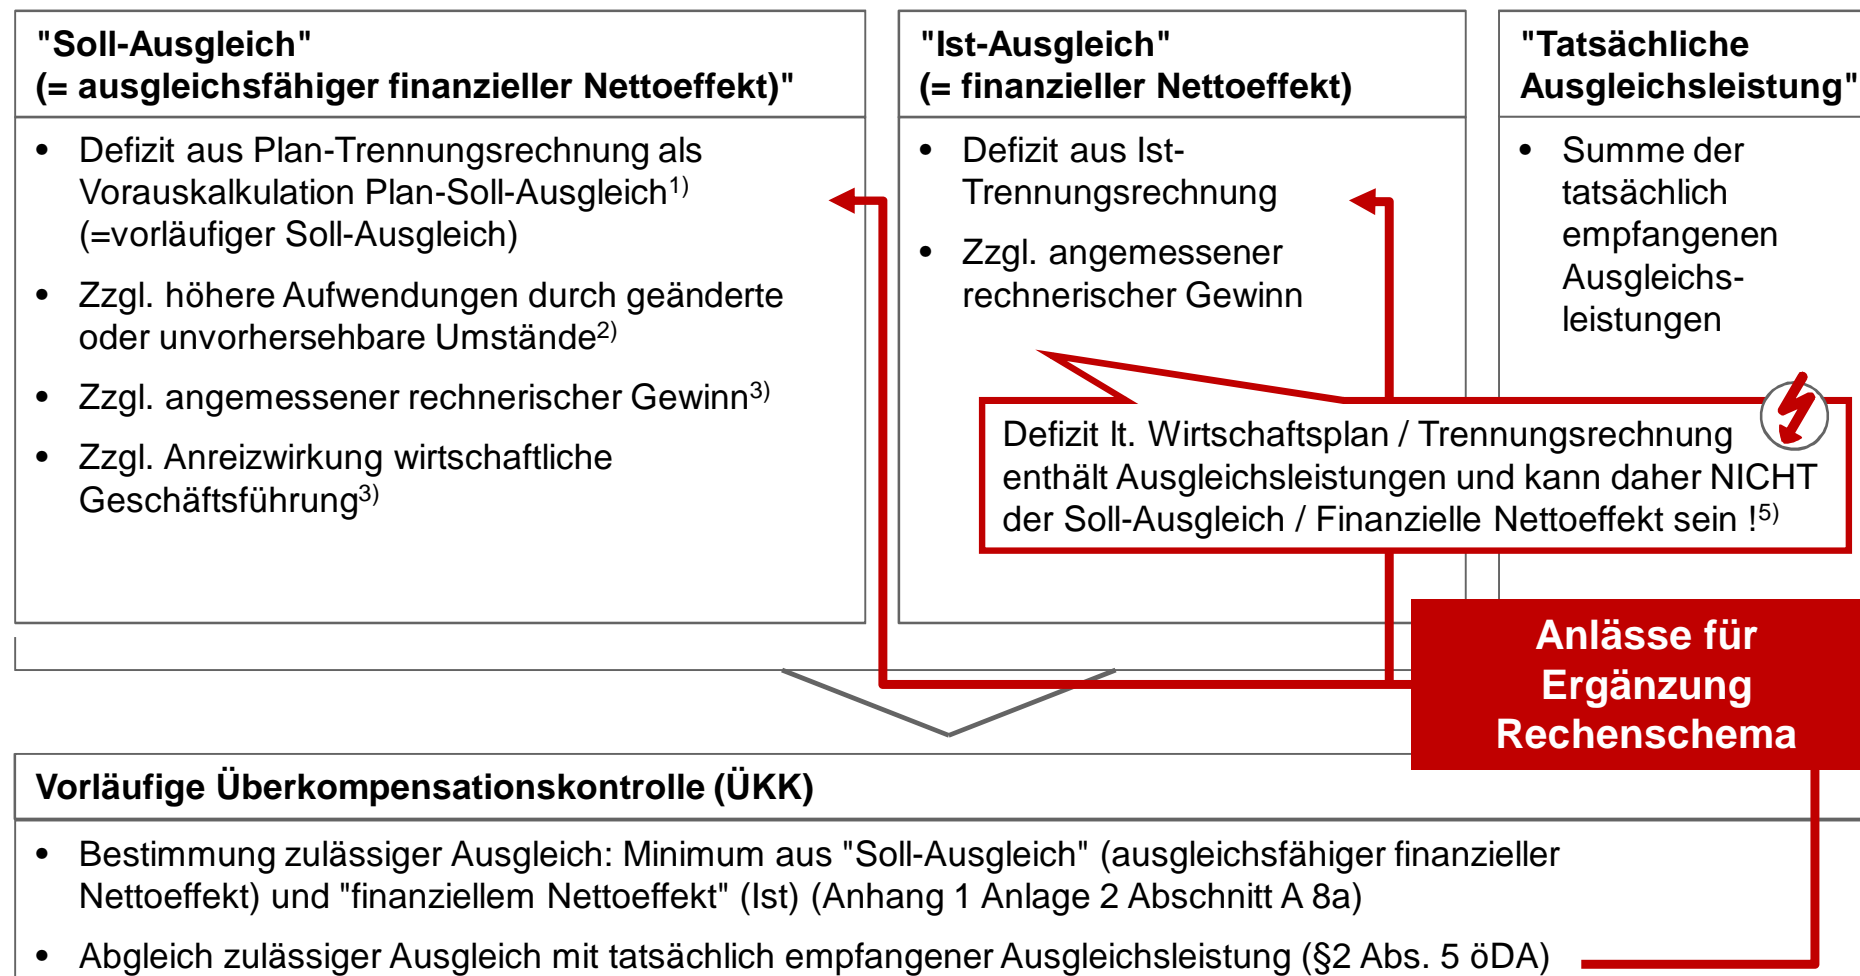 "Soll-Ausgleich"
(= ausgleichsfähiger finanzieller Nettoeffekt)"
• Defizit aus Plan-Trennungsrechnung als
Vorauskalkulation Plan-Soll-Ausgleich1)
(=vorläufiger Soll-Ausgleich)
• Zzgl. höhere Aufwendungen durch geänderte
oder unvorhersehbare Umstände2)
• Zzgl. angemessener rechnerischer Gewinn3)
• Zzgl. Anreizwirkung wirtschaftliche
Geschäftsführung3)
"Ist-Ausgleich"
(= finanzieller Nettoeffekt)
• Defizit aus Ist-
Trennungsrechnung
• Zzgl. angemessener
rechnerischer Gewinn
"Tatsächliche
Ausgleichsleistung"
• Summe der
tatsächlich
empfangenen
Ausgleichs-
leistungen
Defizit lt. Wirtschaftsplan / Trennungsrechnung
enthält Ausgleichsleistungen und kann daher NICHT
der Soll-Ausgleich / Finanzielle Nettoeffekt sein !5)
Anlässe für
Ergänzung
Rechenschema
Vorläufige Überkompensationskontrolle (ÜKK)
• Bestimmung zulässiger Ausgleich: Minimum aus "Soll-Ausgleich" (ausgleichsfähiger finanzieller
Nettoeffekt) und "finanziellem Nettoeffekt" (Ist) (Anhang 1 Anlage 2 Abschnitt A 8a)
• Abgleich zulässiger Ausgleich mit tatsächlich empfangener Ausgleichsleistung (§2 Abs. 5 öDA)